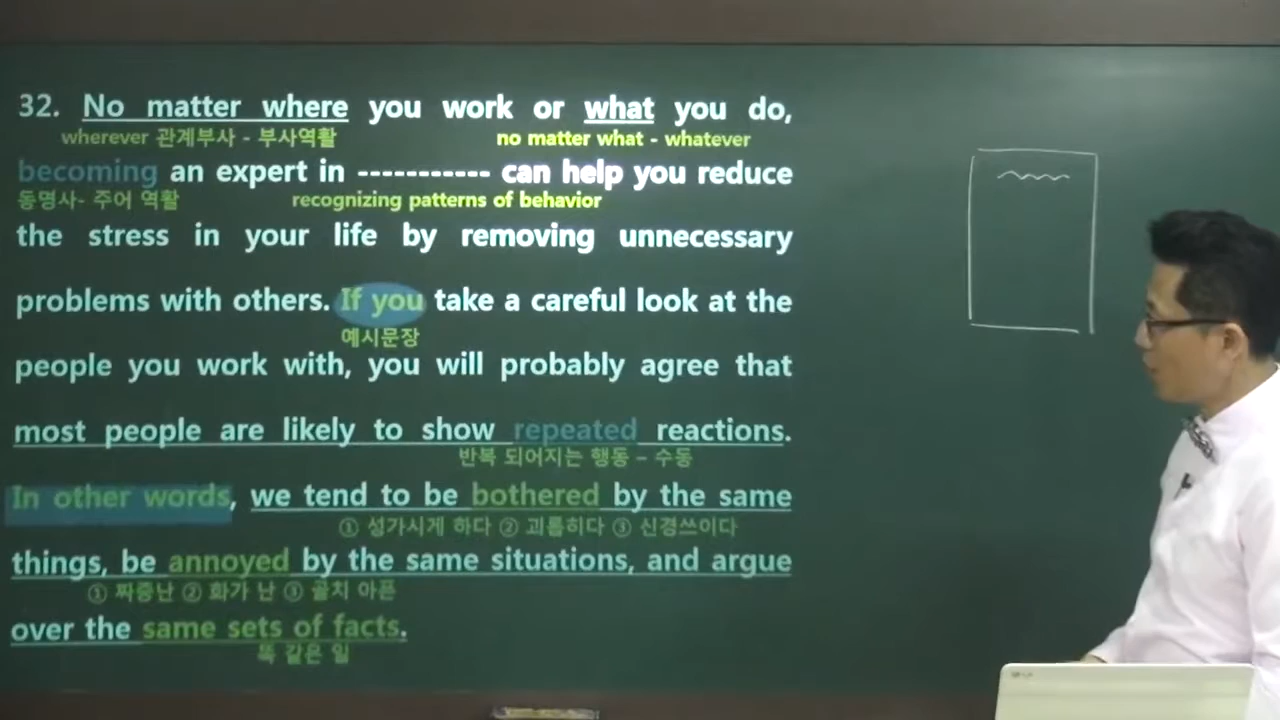 32. No matter where you work or what you do,
wherever 관계부사 - 부사역활 no matter what - whatever
becoming an expert in ----------- can help you reduce
동명사- 주어 역활 recognizing patterns of behavior
the stress in your life by removing unnecessary
problems with others. If you take a careful look at the
예시문장
people you work with, you will probably agree that
most people are likely to show repeated reactions.
반복 되어지는 행동 – 수동
In other words, we tend to be bothered by the same
① 성가시게 하다 ② 괴롭히다 ③ 신경쓰이다
things, be annoyed by the same situations, and argue
① 짜증난 ② 화가 난 ③ 골치 아픈
over the same sets of facts.
똑 같은 일